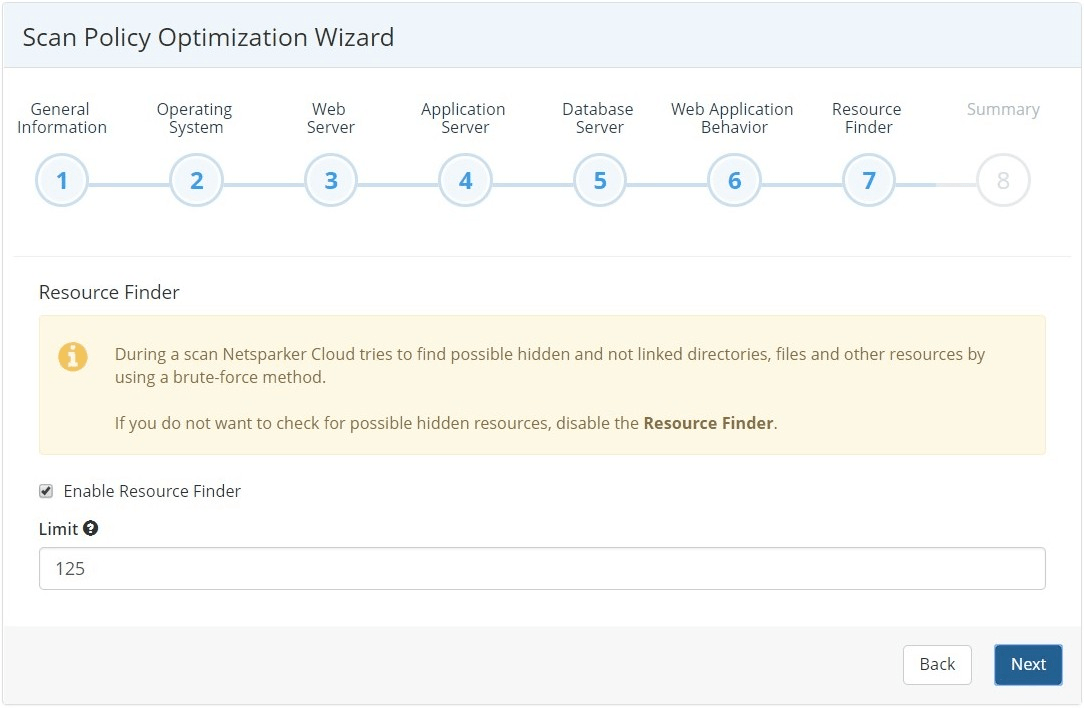 Scan Policy Optimization Wizard
General
Information
Operating
System
Web
Server
Application
Server
Database
Server
Web Application
Behavior
Resource
Finder
Summary
1
2
3
4
5
6
7
8
Resource Finder
During a scan Netsparker Cloud tries to find possible hidden and not linked directories, files and other resources by
using a brute-force method.
If you do not want to check for possible hidden resources, disable the Resource Finder.
Enable Resource Finder
Limit ?
125
Back
Next